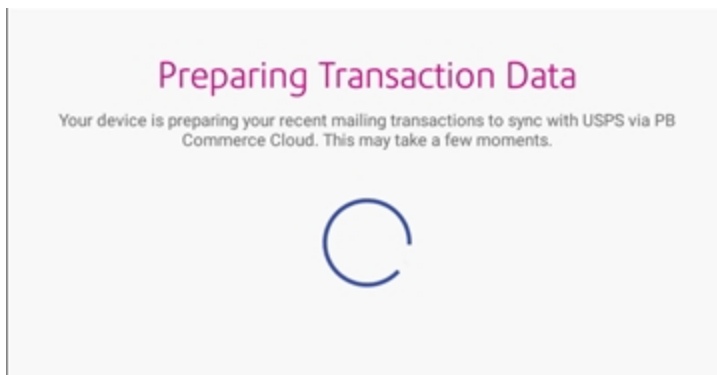 Preparing Transaction Data
Your device is preparing your recent mailing transactions to sync with USPS via PB
Commerce Cloud. This may take a few moments.